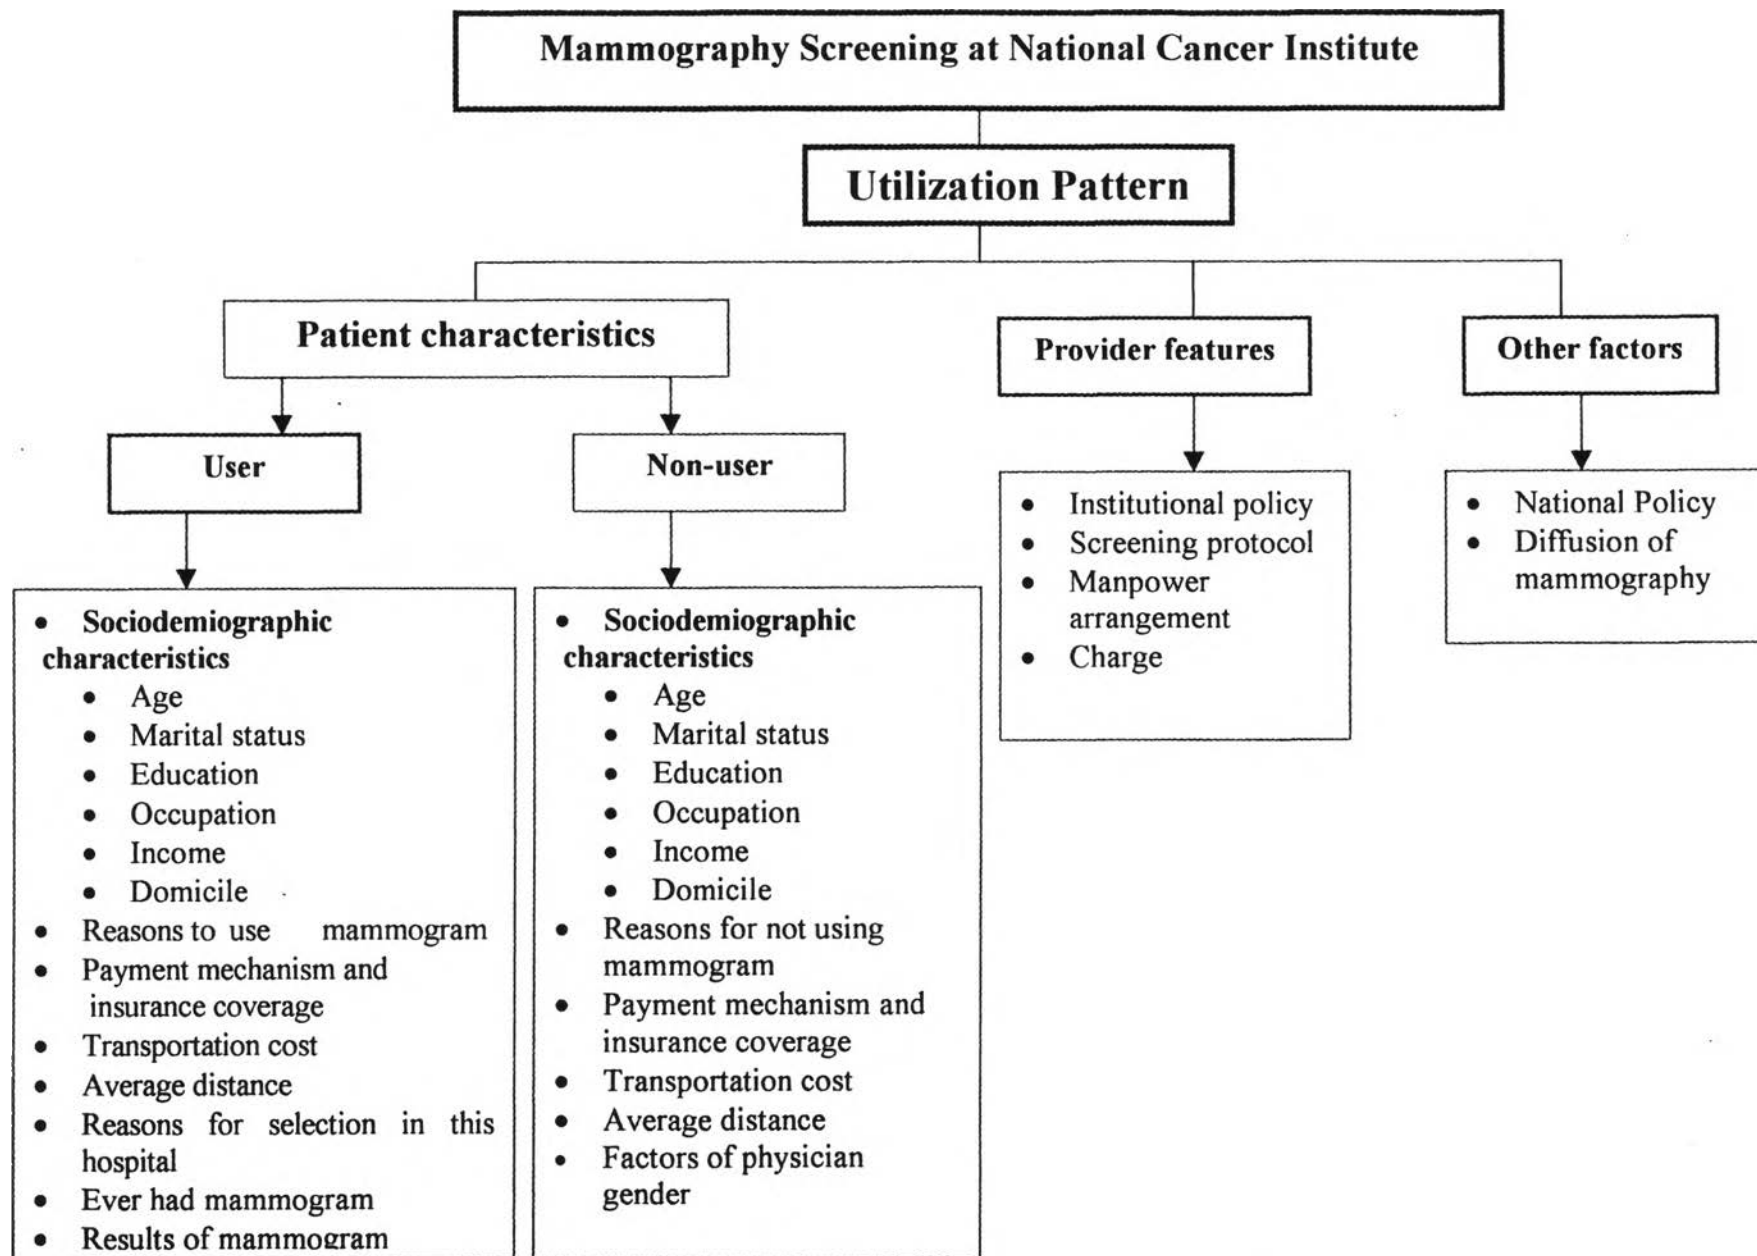 Mammography Screening at National Cancer Institute
Utilization Pattern
Patient characteristics
Provider features
Other factors
User
Non-user
• Sociodemiographic
characteristics
• Age
• Marital status
• Education
• Occupation
• Income
• Domicile
• Reasons to use mammogram
• Payment mechanism and
insurance coverage
• Transportation cost
• Average distance
• Reasons for selection in this
hospital
• Ever had mammogram
• Results of mammogram
• Sociodemiographic
characteristics
• Age
• Marital status
• Education
• Occupation
• Income
• Domicile
• Reasons for not using
mammogram
• Payment mechanism and
insurance coverage
• Transportation cost
• Average distance
• Factors of physician
gender
• Institutional policy
• Screening protocol
• Manpower
arrangement
• Charge
• National Policy
• Diffusion of
mammography